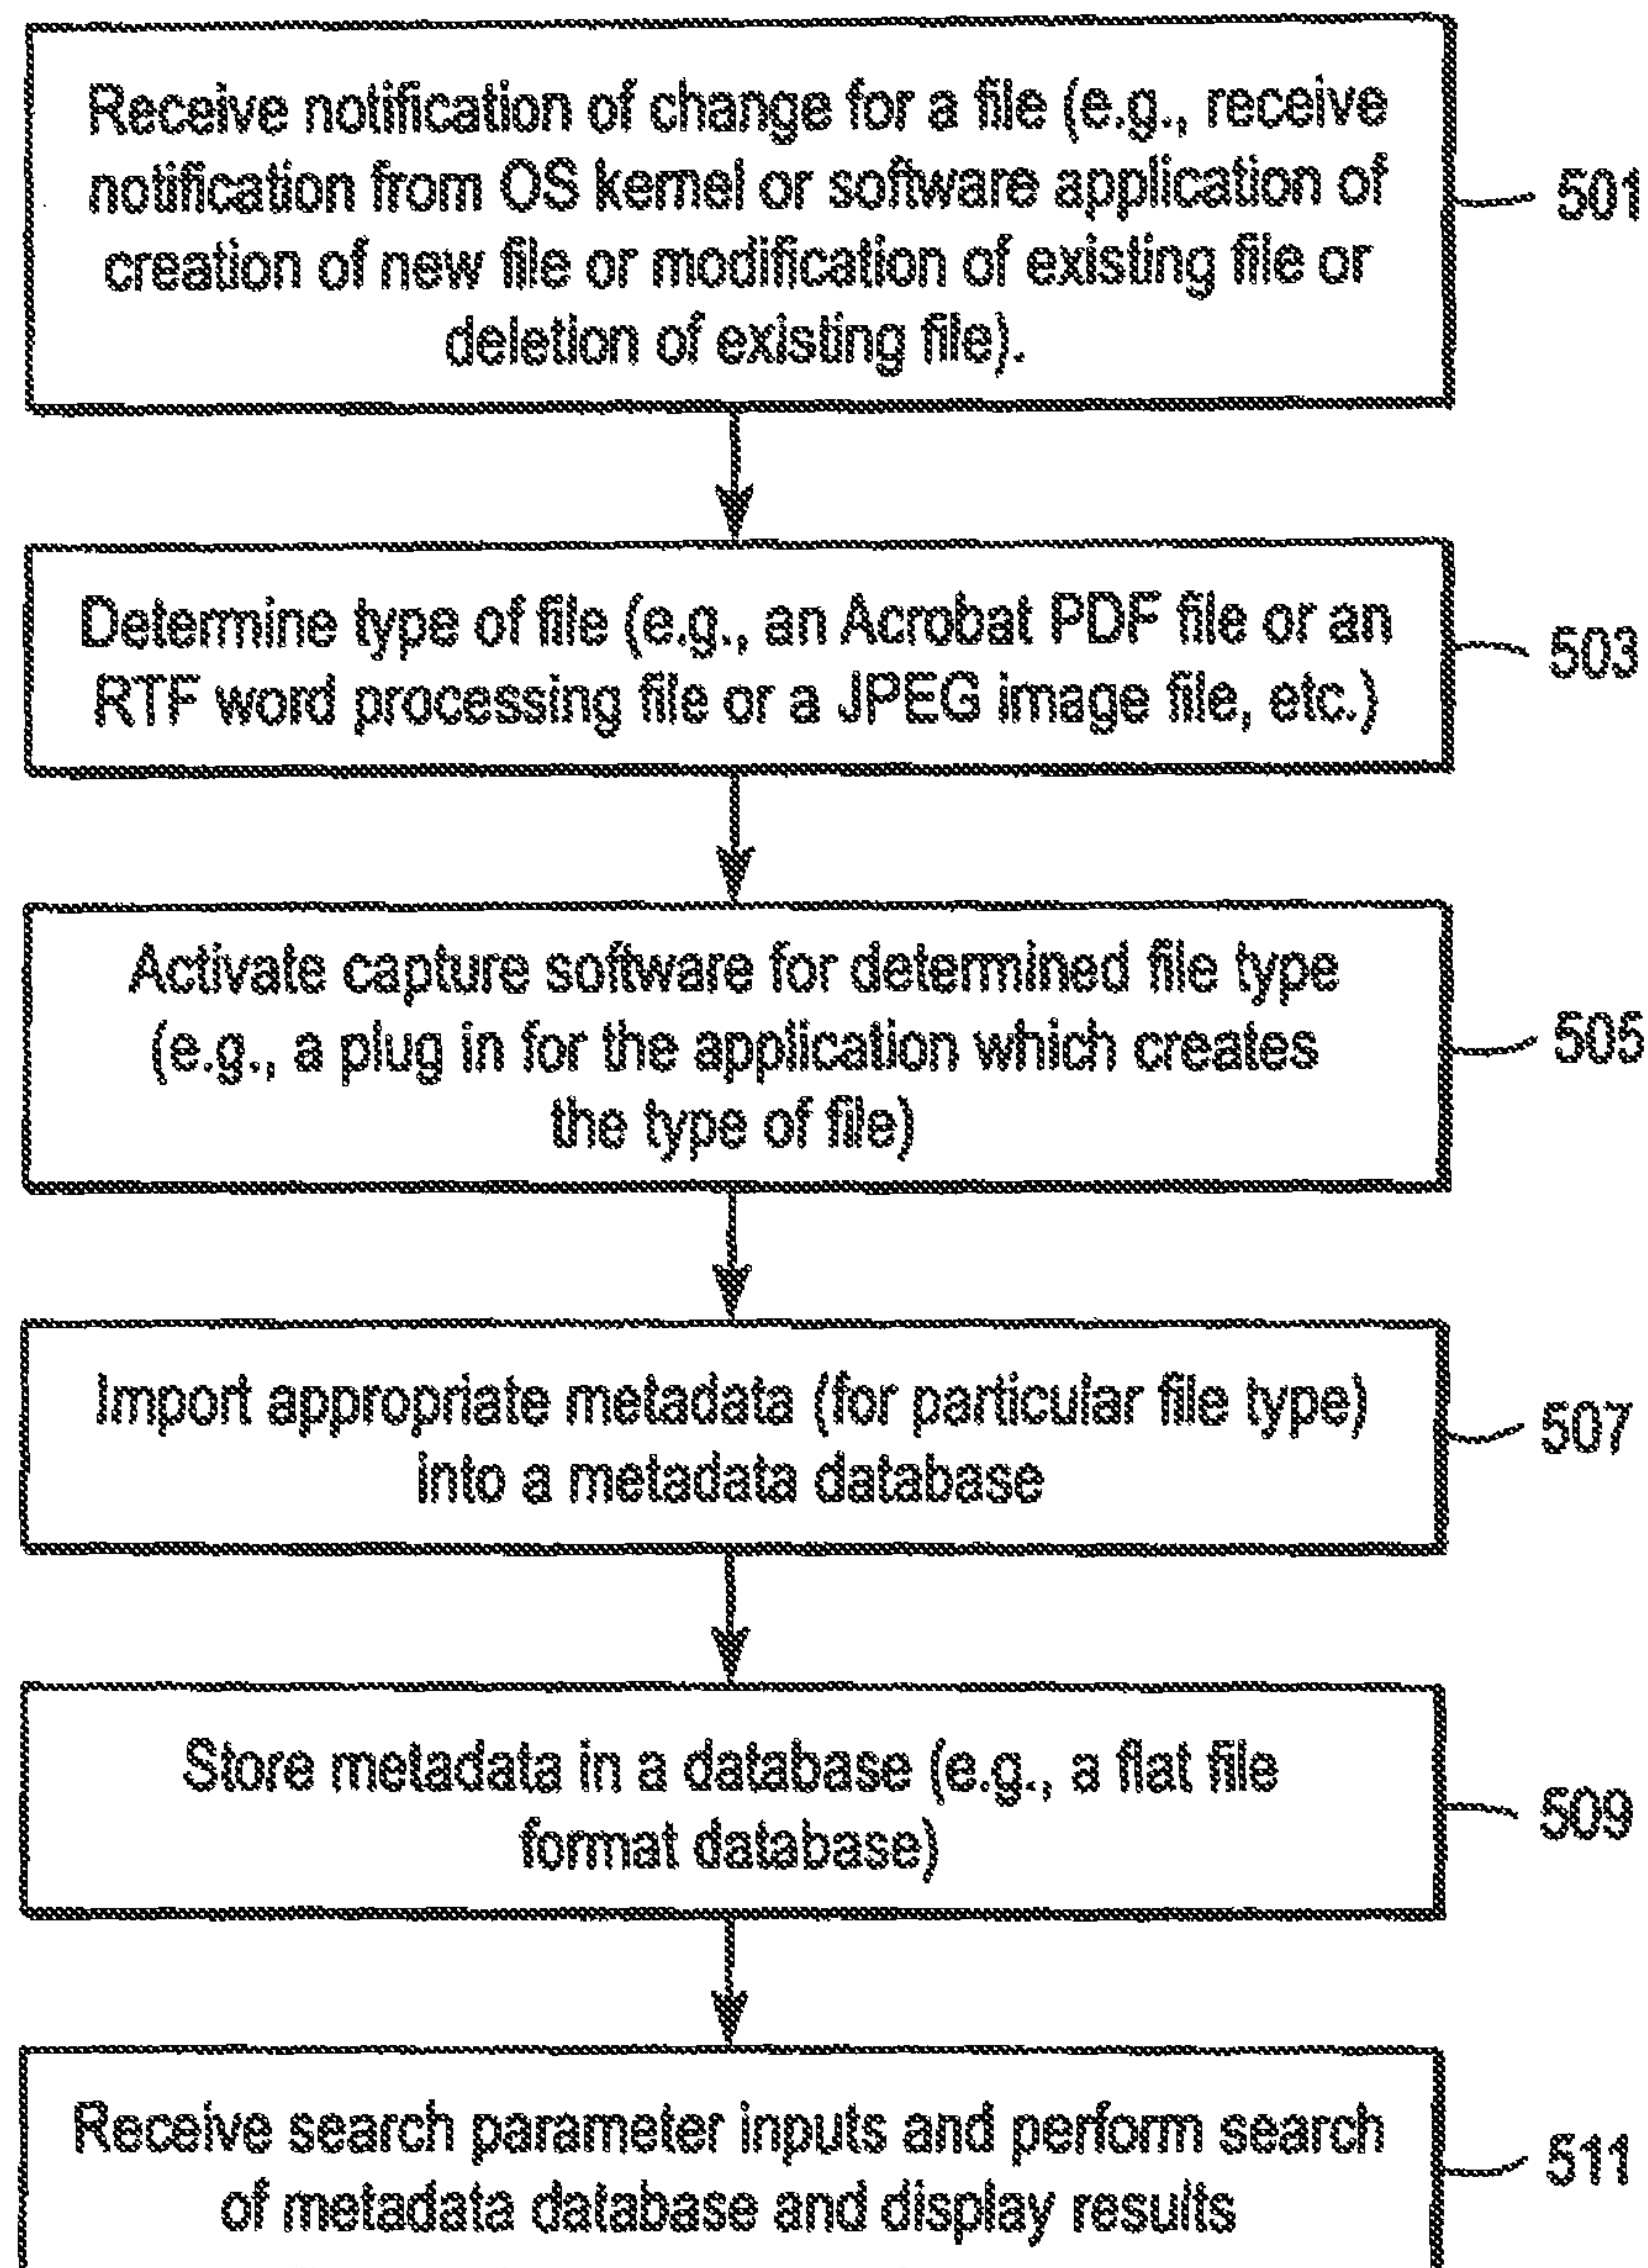 Receive notification of change for a file (e.g., receive
notification from OS kernel or software application of
creation of new file or modification of existing file or
deletion of existing file).
501
Determine type of file (e.g., an Acrobat PDF file or an
RTF word processing file or a JPEG image file, etc.)
503
Activate capture software for determined file type
(e.g., a plug in for the application which creates
the type of file)
505
Import appropriate metadata (for particular file type)
into a metadata database
507
Store metadata in a database (e.g., a flat file
format database)
509
Receive search parameter inputs and perform search
of metadata database and display results
511